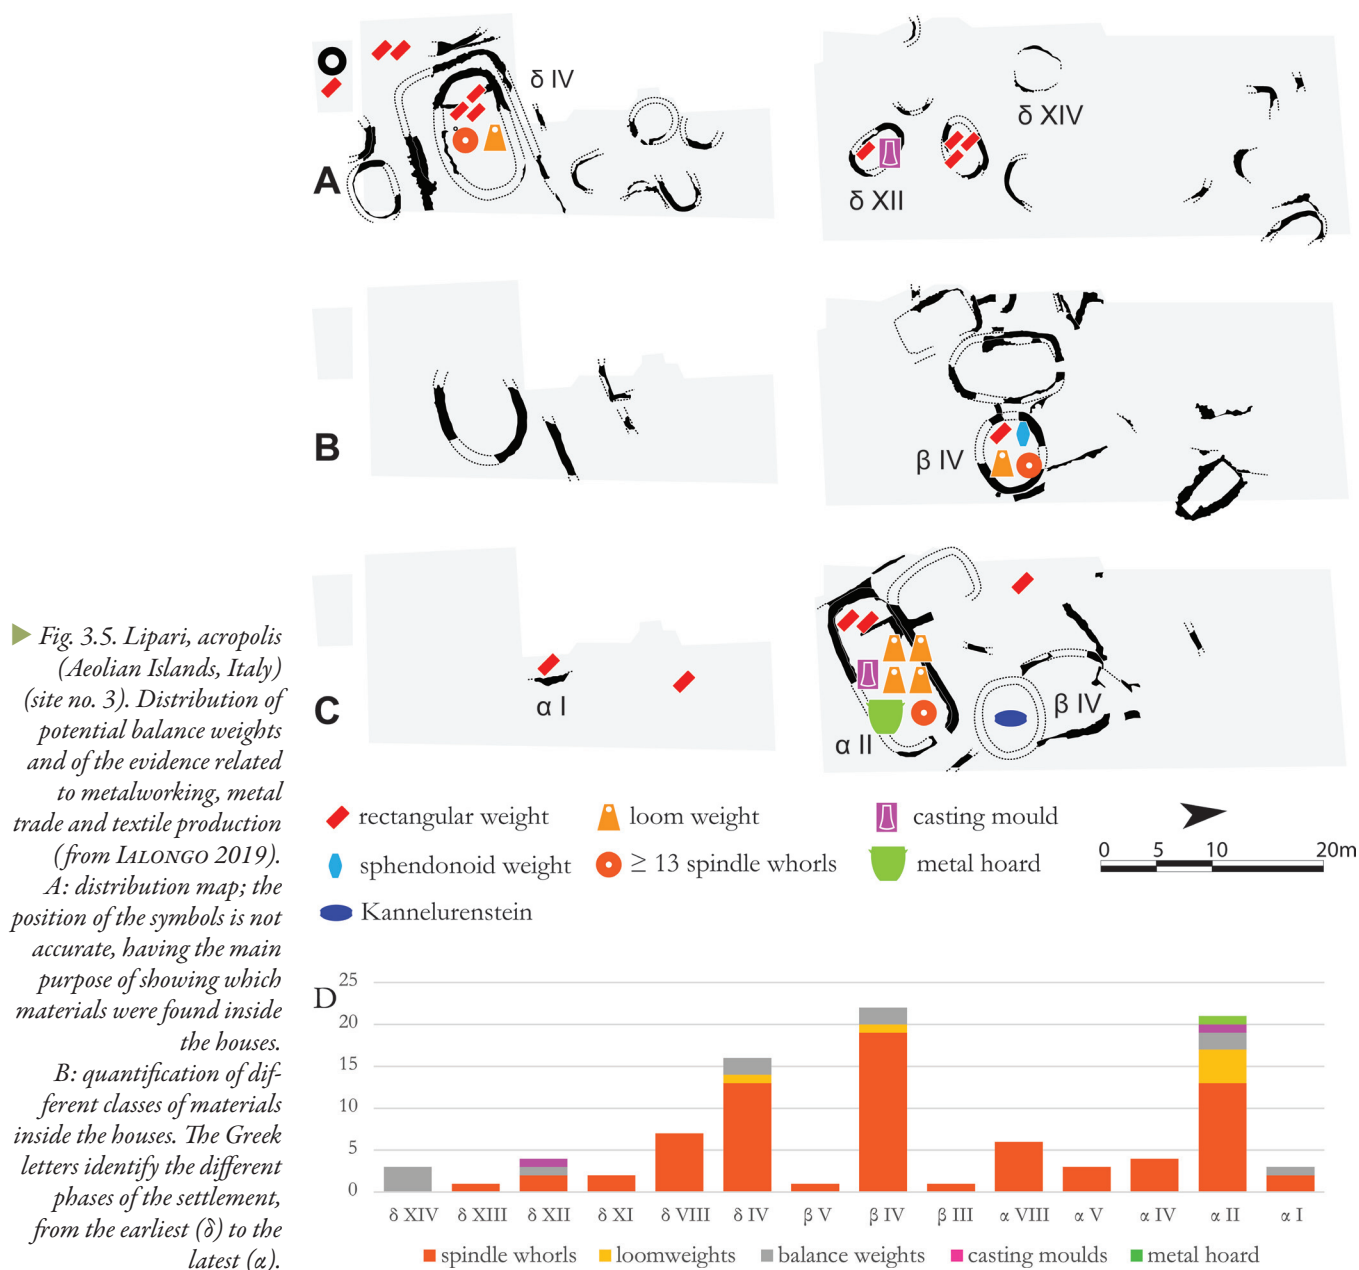 δ IV
δ XIV
A
δ XII
B
β IV
C
α I
α II
β IV
rectangular weight
loom weight
casting mould
sphendonoid weight
≥ 13 spindle whorls
metal hoard
Kannelurenstein
0 5 10 20m
▶ Fig. 3.5. Lipari, acropolis
(Aeolian Islands, Italy)
(site no. 3). Distribution of
potential balance weights
and of the evidence related
to metalworking, metal
trade and textile production
(from Ialongo 2019).
A: distribution map; the
position of the symbols is not
accurate, having the main
purpose of showing which
materials were found inside
the houses.
B: quantification of dif-
ferent classes of materials
inside the houses. The Greek
letters identify the different
phases of the settlement,
from the earliest (δ) to the
latest (α).
D
25
20
15
10
5
0
δ XIV δ XIII δ XII δ XI δ VIII δ IV β V β IV β III α VIII α V α IV α II α I
spindle whorls loomweights balance weights casting moulds metal hoard